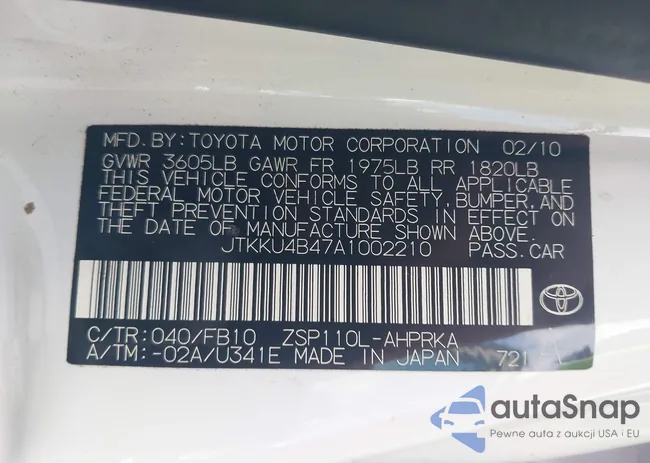 MFD.BY:TOYOTA MOTOR CORPORATION 02/10
GVWR 3605LB GAWR FR 1975LB RR 1820LB
THIS VEHICLE CONFORMS TO ALL APPLICABLE
FEDERAL MOTOR VEHICLE SAFETY,BUMPER,AND
THEFT PREVENTION STANDARDS IN EFFECT ON
THE DATE OF MANUFACTURE SHOWN ABOVE.
JTKKU4B47A1002210 PASS.CAR
C/TR:040/FB10 ZSP110L-AHPRKA
A/TM:-02A/U341E MADE IN JAPAN 721
autaSnap
Pewne auta z aukcji USA i EU